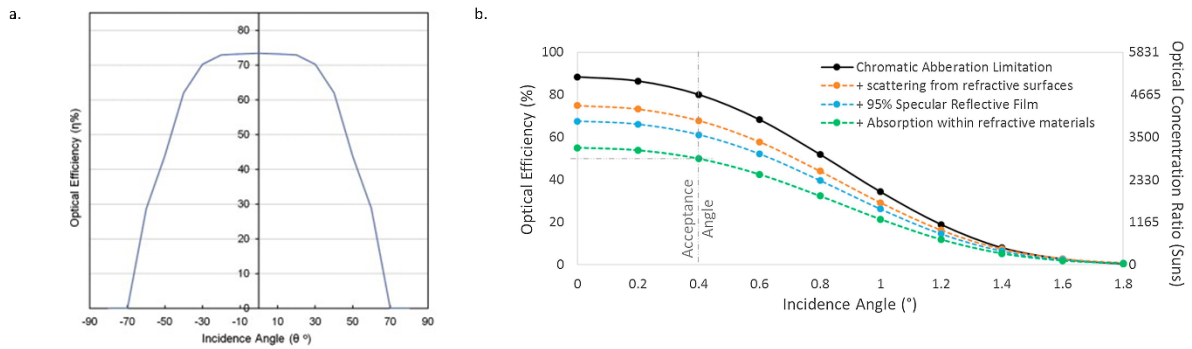 a.
80
70
60
50
40
30
20
10
0
Optical Efficiency (η%)
-90 -70 -50 -30 -10 10 30 50 70 90
Incidence Angle (θ º)
b.
100
80
60
40
20
0
Optical Efficiency (%)
Chromatic Abberation Limitation
+ scattering from refractive surfaces
+ 95% Specular Reflective Film
+ Absorption within refractive materials
Acceptance
Angle
5831
4665
3500
2330
1165
0
Optical Concentration Ratio (Suns)
0 0.2 0.4 0.6 0.8 1 1.2 1.4 1.6 1.8
Incidence Angle (°)